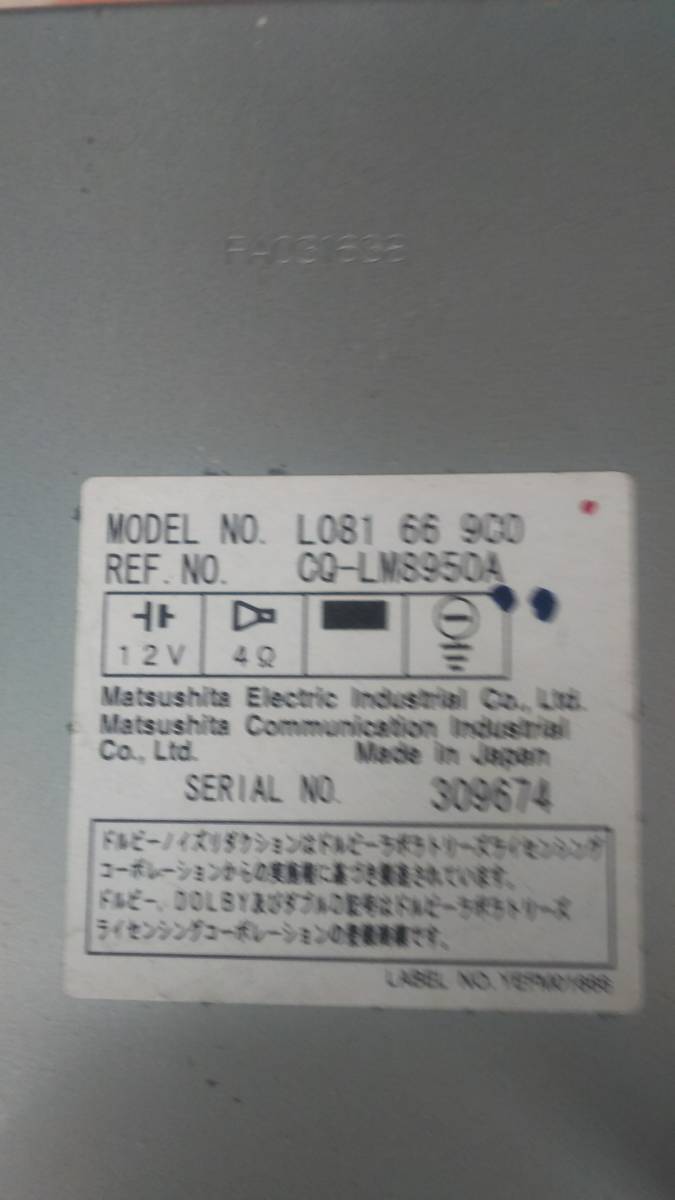 MODEL NO. L081 66 9C0
REF. NO. CQ-LM8950A
12V 4Ω
Matsushita Electric Industrial Co., Ltd.
Matsushita Communication Industrial
Co., Ltd. Made in Japan
SERIAL NO. 309674
ドルビーノイズリダクションはドルビーラボラトリーズライセンシング
コーポレーションからの実施権に基づき製造されています。
ドルビー、DOLBY及びダブルD記号はドルビーラボラトリーズ
ライセンシングコーポレーションの登録商標です。
LABEL NO.